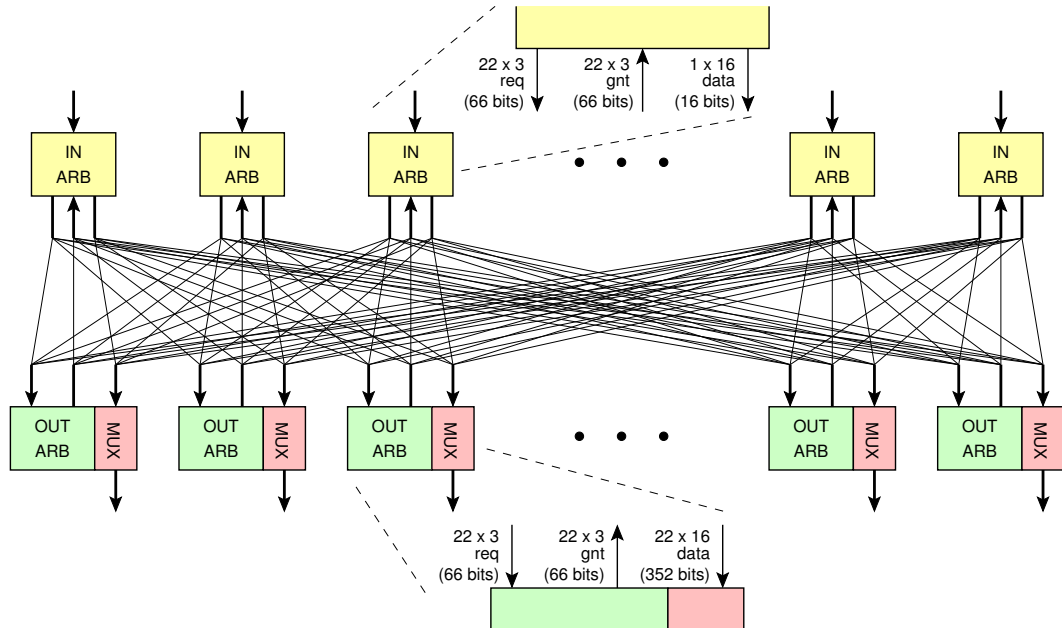 22 x 3
req
(66 bits)
22 x 3
gnt
(66 bits)
1 x 16
data
(16 bits)
IN
ARB
IN
ARB
IN
ARB
IN
ARB
IN
ARB
OUT
ARB
MUX
OUT
ARB
MUX
OUT
ARB
MUX
OUT
ARB
MUX
OUT
ARB
MUX
22 x 3
req
(66 bits)
22 x 3
gnt
(66 bits)
22 x 16
data
(352 bits)